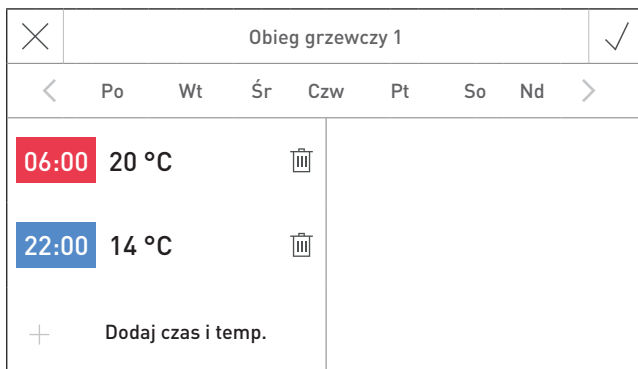 Obieg grzewczy 1
Po Wt Śr Czw Pt So Nd
06:00 20 °C
22:00 14 °C
Dodaj czas i temp.